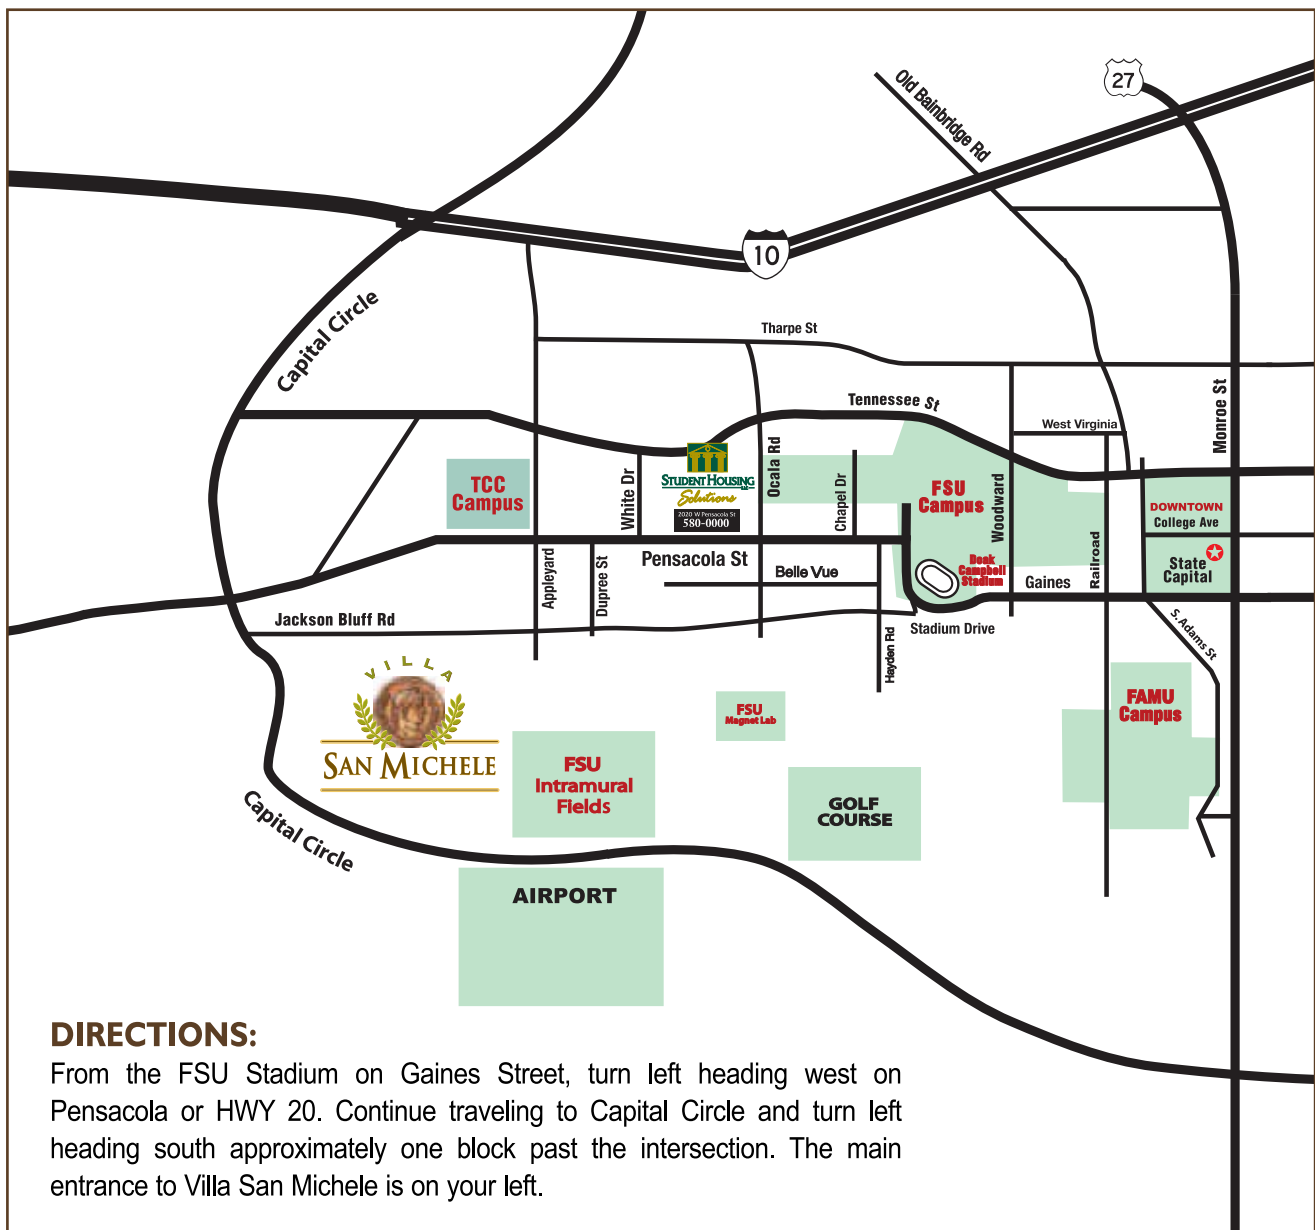 27
Old Bainbridge Rd
10
Capital Circle
Tharpe St
Monroe St
Tennessee St
West Virginia
Ocala Rd
STUDENT HOUSING
LLC
Solutions
2020 W Pensacola St
580-0000
TCC
Campus
White Dr
Chapel Dr
FSU
Campus
Woodward
DOWNTOWN
College Ave
Railroad
State
Capital
Pensacola St
Doak
Campbell
Stadium
Gaines
Belle Vue
Appleyard
Dupree St
Jackson Bluff Rd
Stadium Drive
Hayden Rd
S. Adams St
VILLA
SAN MICHELE
FSU
Magnet Lab
FAMU
Campus
FSU
Intramural
Fields
GOLF
COURSE
Capital Circle
AIRPORT
DIRECTIONS:
From the FSU Stadium on Gaines Street, turn left heading west on
Pensacola or HWY 20. Continue traveling to Capital Circle and turn left
heading south approximately one block past the intersection. The main
entrance to Villa San Michele is on your left.